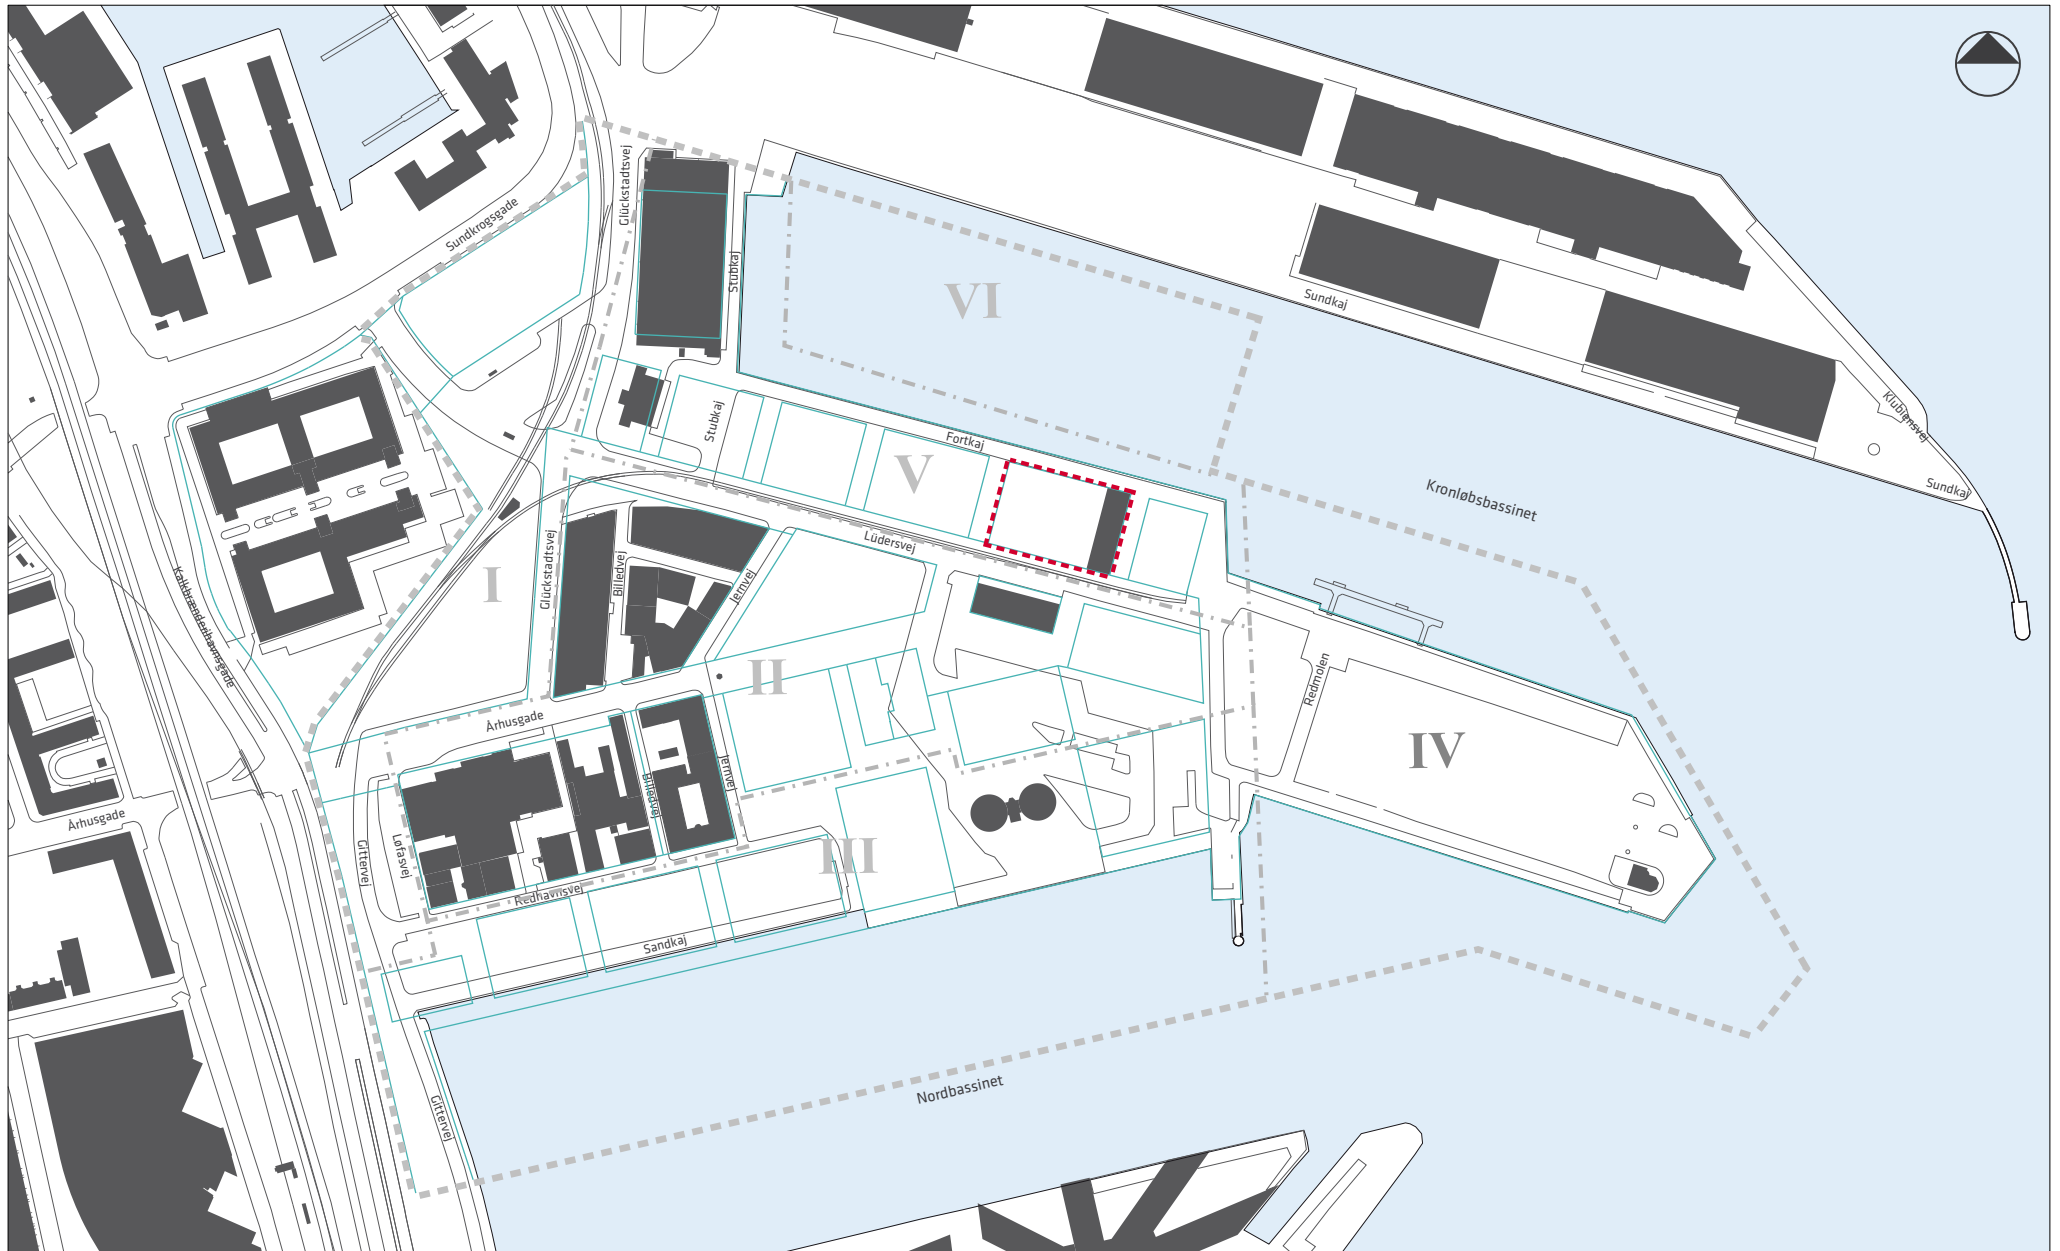 Glückstadtsvej
Sundkrogsgade
Stubkaj
VI
Sundkaj
Klubiensvej
Sundkaj
Stubkaj
Fortkaj
V
Kronløbsbassinet
Lüdersvej
Glückstadtsvej
Billedvej
Jernvej
I
Kalkbrænderihavnsgade
II
Redmolen
Århusgade
IV
Jernvej
Billedvej
Århusgade
Gittervej
Løfasvej
III
Redhavnsvej
Sandkaj
Nordbassinet
Gittervej